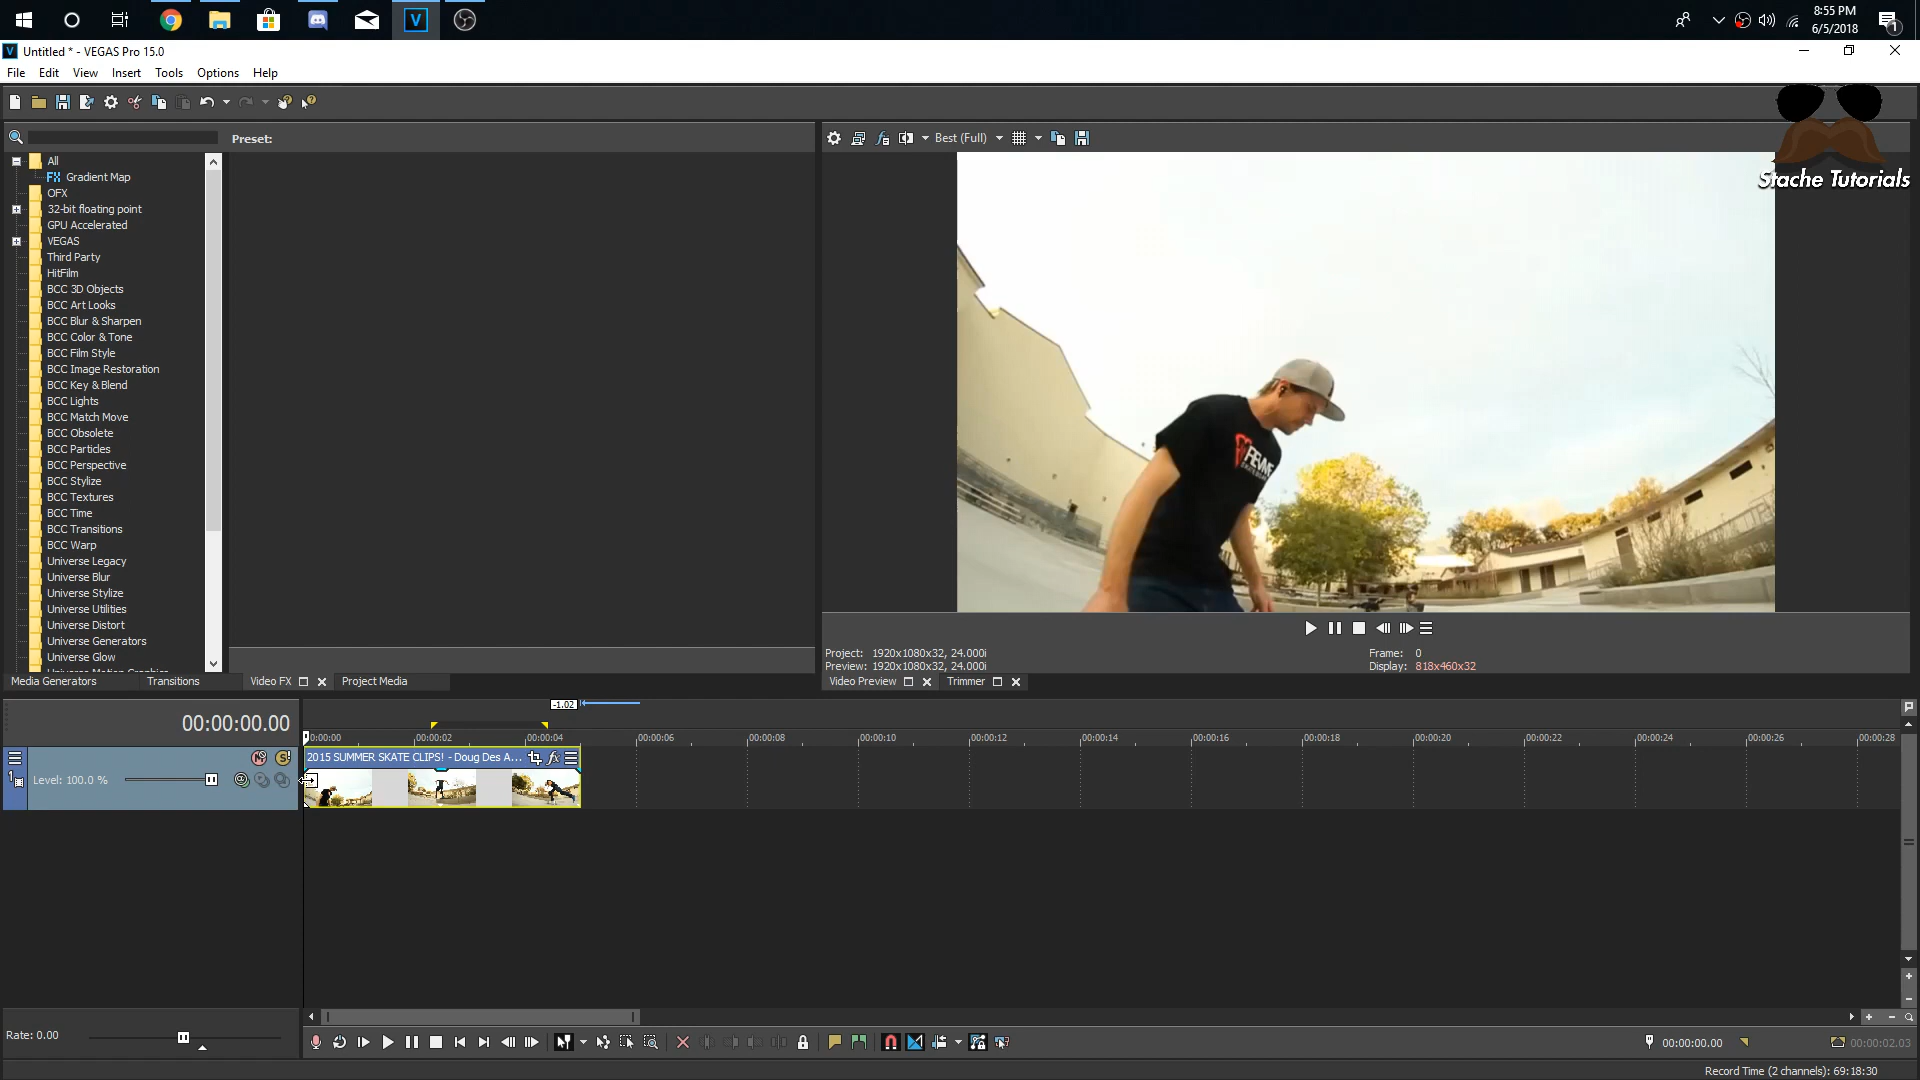 8:55 PM
6/5/2018
1
Untitled * - VEGAS Pro 15.0
File Edit View Insert Tools Options Help
Preset:
Best (Full)
Stache Tutorials
All
FX Gradient Map
OFX
32-bit floating point
GPU Accelerated
VEGAS
Third Party
HitFilm
BCC 3D Objects
BCC Art Looks
BCC Blur & Sharpen
BCC Color & Tone
BCC Film Style
BCC Image Restoration
BCC Key & Blend
BCC Lights
BCC Match Move
BCC Obsolete
BCC Particles
BCC Perspective
BCC Stylize
BCC Textures
BCC Time
BCC Transitions
BCC Warp
Universe Legacy
Universe Blur
Universe Stylize
Universe Utilities
Universe Distort
Universe Generators
Universe Glow
REVIVE
Project: 1920x1080x32, 24.000i
Preview: 1920x1080x32, 24.000i
Frame: 0
Display: 818x460x32
Media Generators Transitions Video FX Project Media
Video Preview Trimmer
-1.02
00:00:00.00
0:00:00 00:00:02 00:00:04 00:00:06 00:00:08 00:00:10 00:00:12 00:00:14 00:00:16 00:00:18 00:00:20 00:00:22 00:00:24 00:00:26 00:00:28
2015 SUMMER SKATE CLIPS! - Doug Des A...
1
Level: 100.0 %
Rate: 0.00
00:00:00.00
00:00:02.03
Record Time (2 channels): 69:18:30